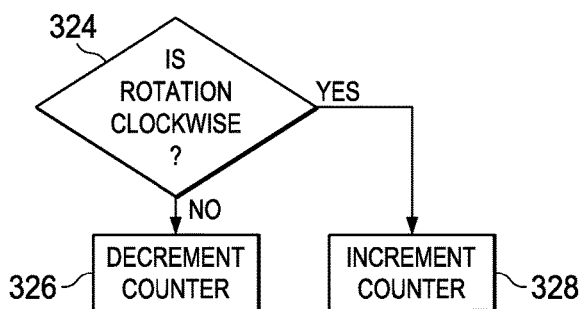 324
IS
ROTATION
CLOCKWISE
?
YES
NO
DECREMENT
COUNTER
326
INCREMENT
COUNTER
328